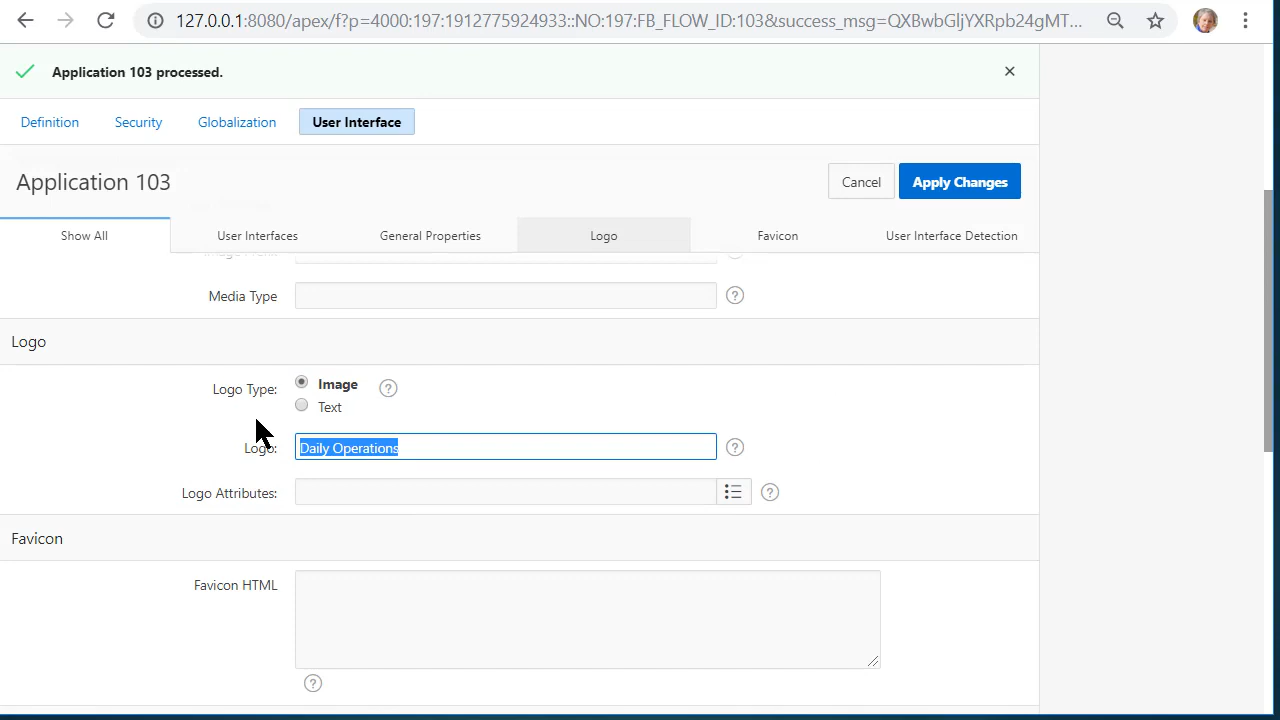 127.0.0.1:8080/apex/f?p=4000:197:1912775924933::NO:197:FB_FLOW_ID:103&success_msg=QXBwbGljYXRpb24gMT...
Application 103 processed.
Definition Security Globalization User Interface
Application 103 Cancel Apply Changes
Show All User Interfaces General Properties Logo Favicon User Interface Detection
Media Type ?
Logo
Logo Type: Image ?
Text
Logo: Daily Operations ?
Logo Attributes: ?
Favicon
Favicon HTML
?